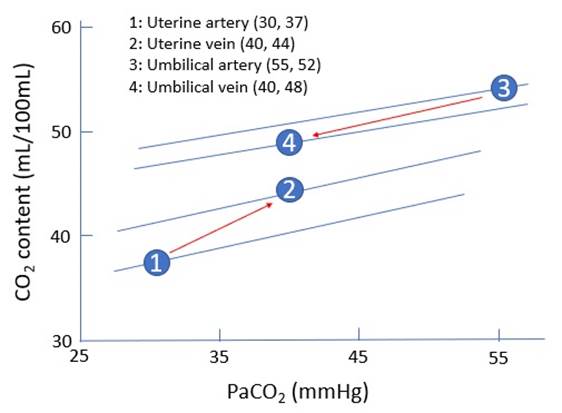 1: Uterine artery (30, 37)
2: Uterine vein (40, 44)
3: Umbilical artery (55, 52)
4: Umbilical vein (40, 48)
60
50
40
30
CO₂ content (mL/100mL)
3
4
2
1
25
35
45
55
PaCO₂ (mmHg)